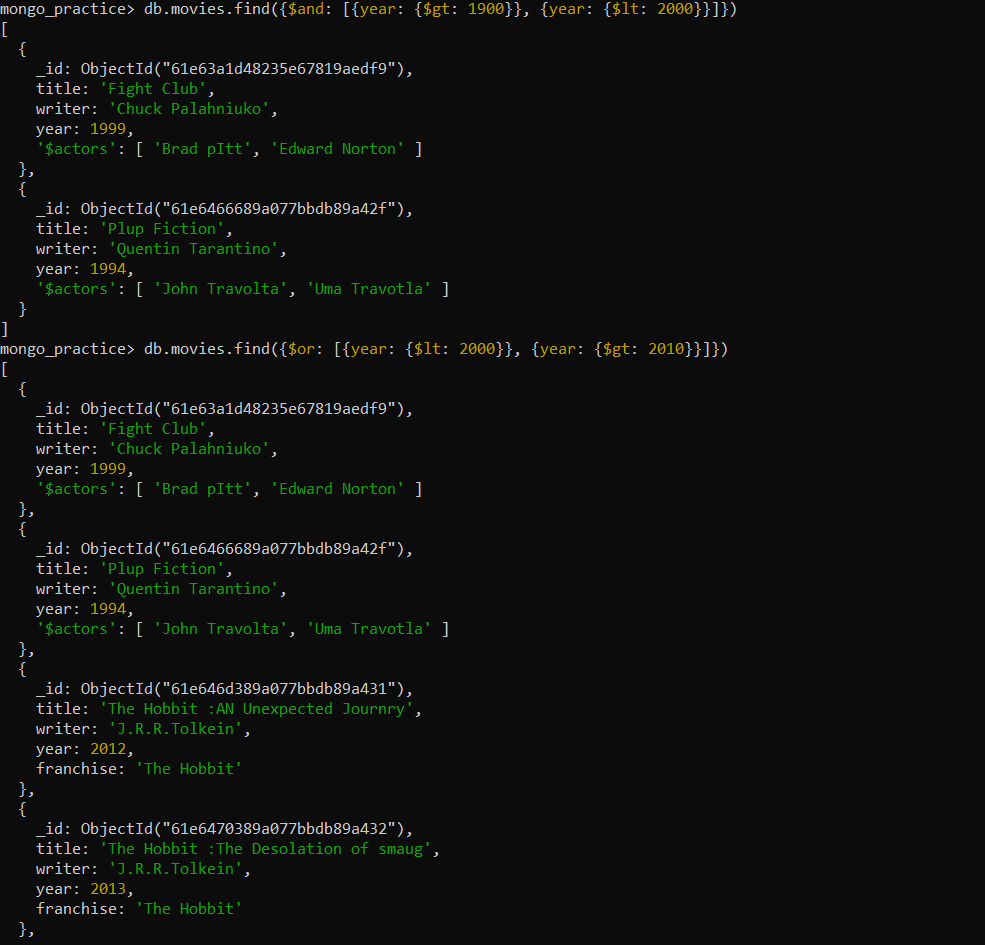 mongo_practice> db.movies.find({$and: [{year: {$gt: 1900}}, {year: {$lt: 2000}}]})
[
  {
    _id: ObjectId("61e63a1d48235e67819aedf9"),
    title: 'Fight Club',
    writer: 'Chuck Palahniuko',
    year: 1999,
    '$actors': [ 'Brad pItt', 'Edward Norton' ]
  },
  {
    _id: ObjectId("61e6466689a077bbdb89a42f"),
    title: 'Plup Fiction',
    writer: 'Quentin Tarantino',
    year: 1994,
    '$actors': [ 'John Travolta', 'Uma Travotla' ]
  }
]
mongo_practice> db.movies.find({$or: [{year: {$lt: 2000}}, {year: {$gt: 2010}}]})
[
  {
    _id: ObjectId("61e63a1d48235e67819aedf9"),
    title: 'Fight Club',
    writer: 'Chuck Palahniuko',
    year: 1999,
    '$actors': [ 'Brad pItt', 'Edward Norton' ]
  },
  {
    _id: ObjectId("61e6466689a077bbdb89a42f"),
    title: 'Plup Fiction',
    writer: 'Quentin Tarantino',
    year: 1994,
    '$actors': [ 'John Travolta', 'Uma Travotla' ]
  },
  {
    _id: ObjectId("61e646d389a077bbdb89a431"),
    title: 'The Hobbit :AN Unexpected Journry',
    writer: 'J.R.R.Tolkein',
    year: 2012,
    franchise: 'The Hobbit'
  },
  {
    _id: ObjectId("61e6470389a077bbdb89a432"),
    title: 'The Hobbit :The Desolation of smaug',
    writer: 'J.R.R.Tolkein',
    year: 2013,
    franchise: 'The Hobbit'
  },